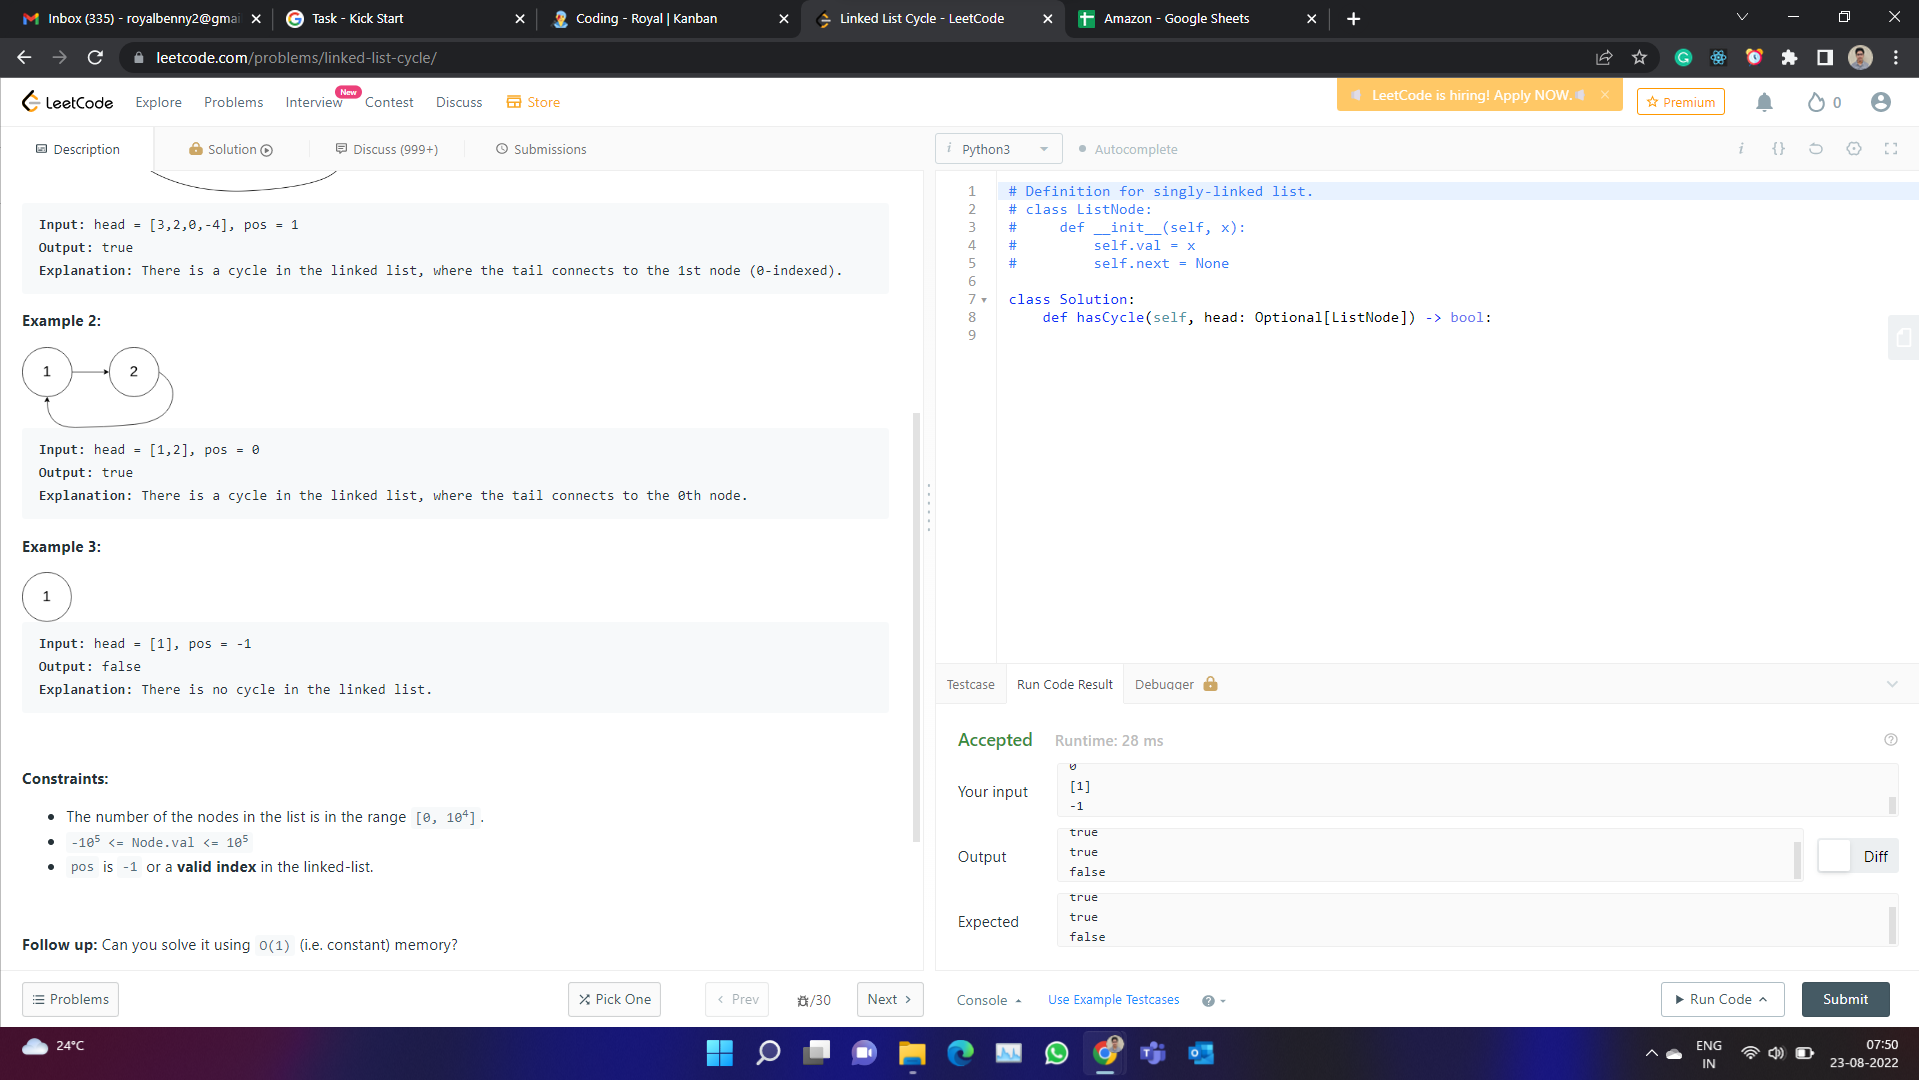 Inbox (335) - royalbenny2@gmai
Task - Kick Start
Coding - Royal | Kanban
Linked List Cycle - LeetCode
Amazon - Google Sheets
leetcode.com/problems/linked-list-cycle/
LeetCode
Explore
Problems
Interview
New
Contest
Discuss
Store
LeetCode is hiring! Apply NOW.
Premium
0
Description
Solution
Discuss (999+)
Submissions
Input: head = [3,2,0,-4], pos = 1
Output: true
Explanation: There is a cycle in the linked list, where the tail connects to the 1st node (0-indexed).
Example 2:
1
2
Input: head = [1,2], pos = 0
Output: true
Explanation: There is a cycle in the linked list, where the tail connects to the 0th node.
Example 3:
1
Input: head = [1], pos = -1
Output: false
Explanation: There is no cycle in the linked list.
Constraints:
The number of the nodes in the list is in the range [0, 10⁴].
-10⁵ <= Node.val <= 10⁵
pos is -1 or a valid index in the linked-list.
Follow up: Can you solve it using O(1) (i.e. constant) memory?
Problems
Pick One
Prev
/30
Next
i Python3
Autocomplete
1 # Definition for singly-linked list.
2 # class ListNode:
3 #     def __init__(self, x):
4 #         self.val = x
5 #         self.next = None
6
7 class Solution:
8     def hasCycle(self, head: Optional[ListNode]) -> bool:
9
Testcase
Run Code Result
Debugger
Accepted
Runtime: 28 ms
Your input
0
[1]
-1
Output
true
true
false
Diff
Expected
true
true
false
Console
Use Example Testcases
Run Code
Submit
24°C
ENG
IN
07:50
23-08-2022